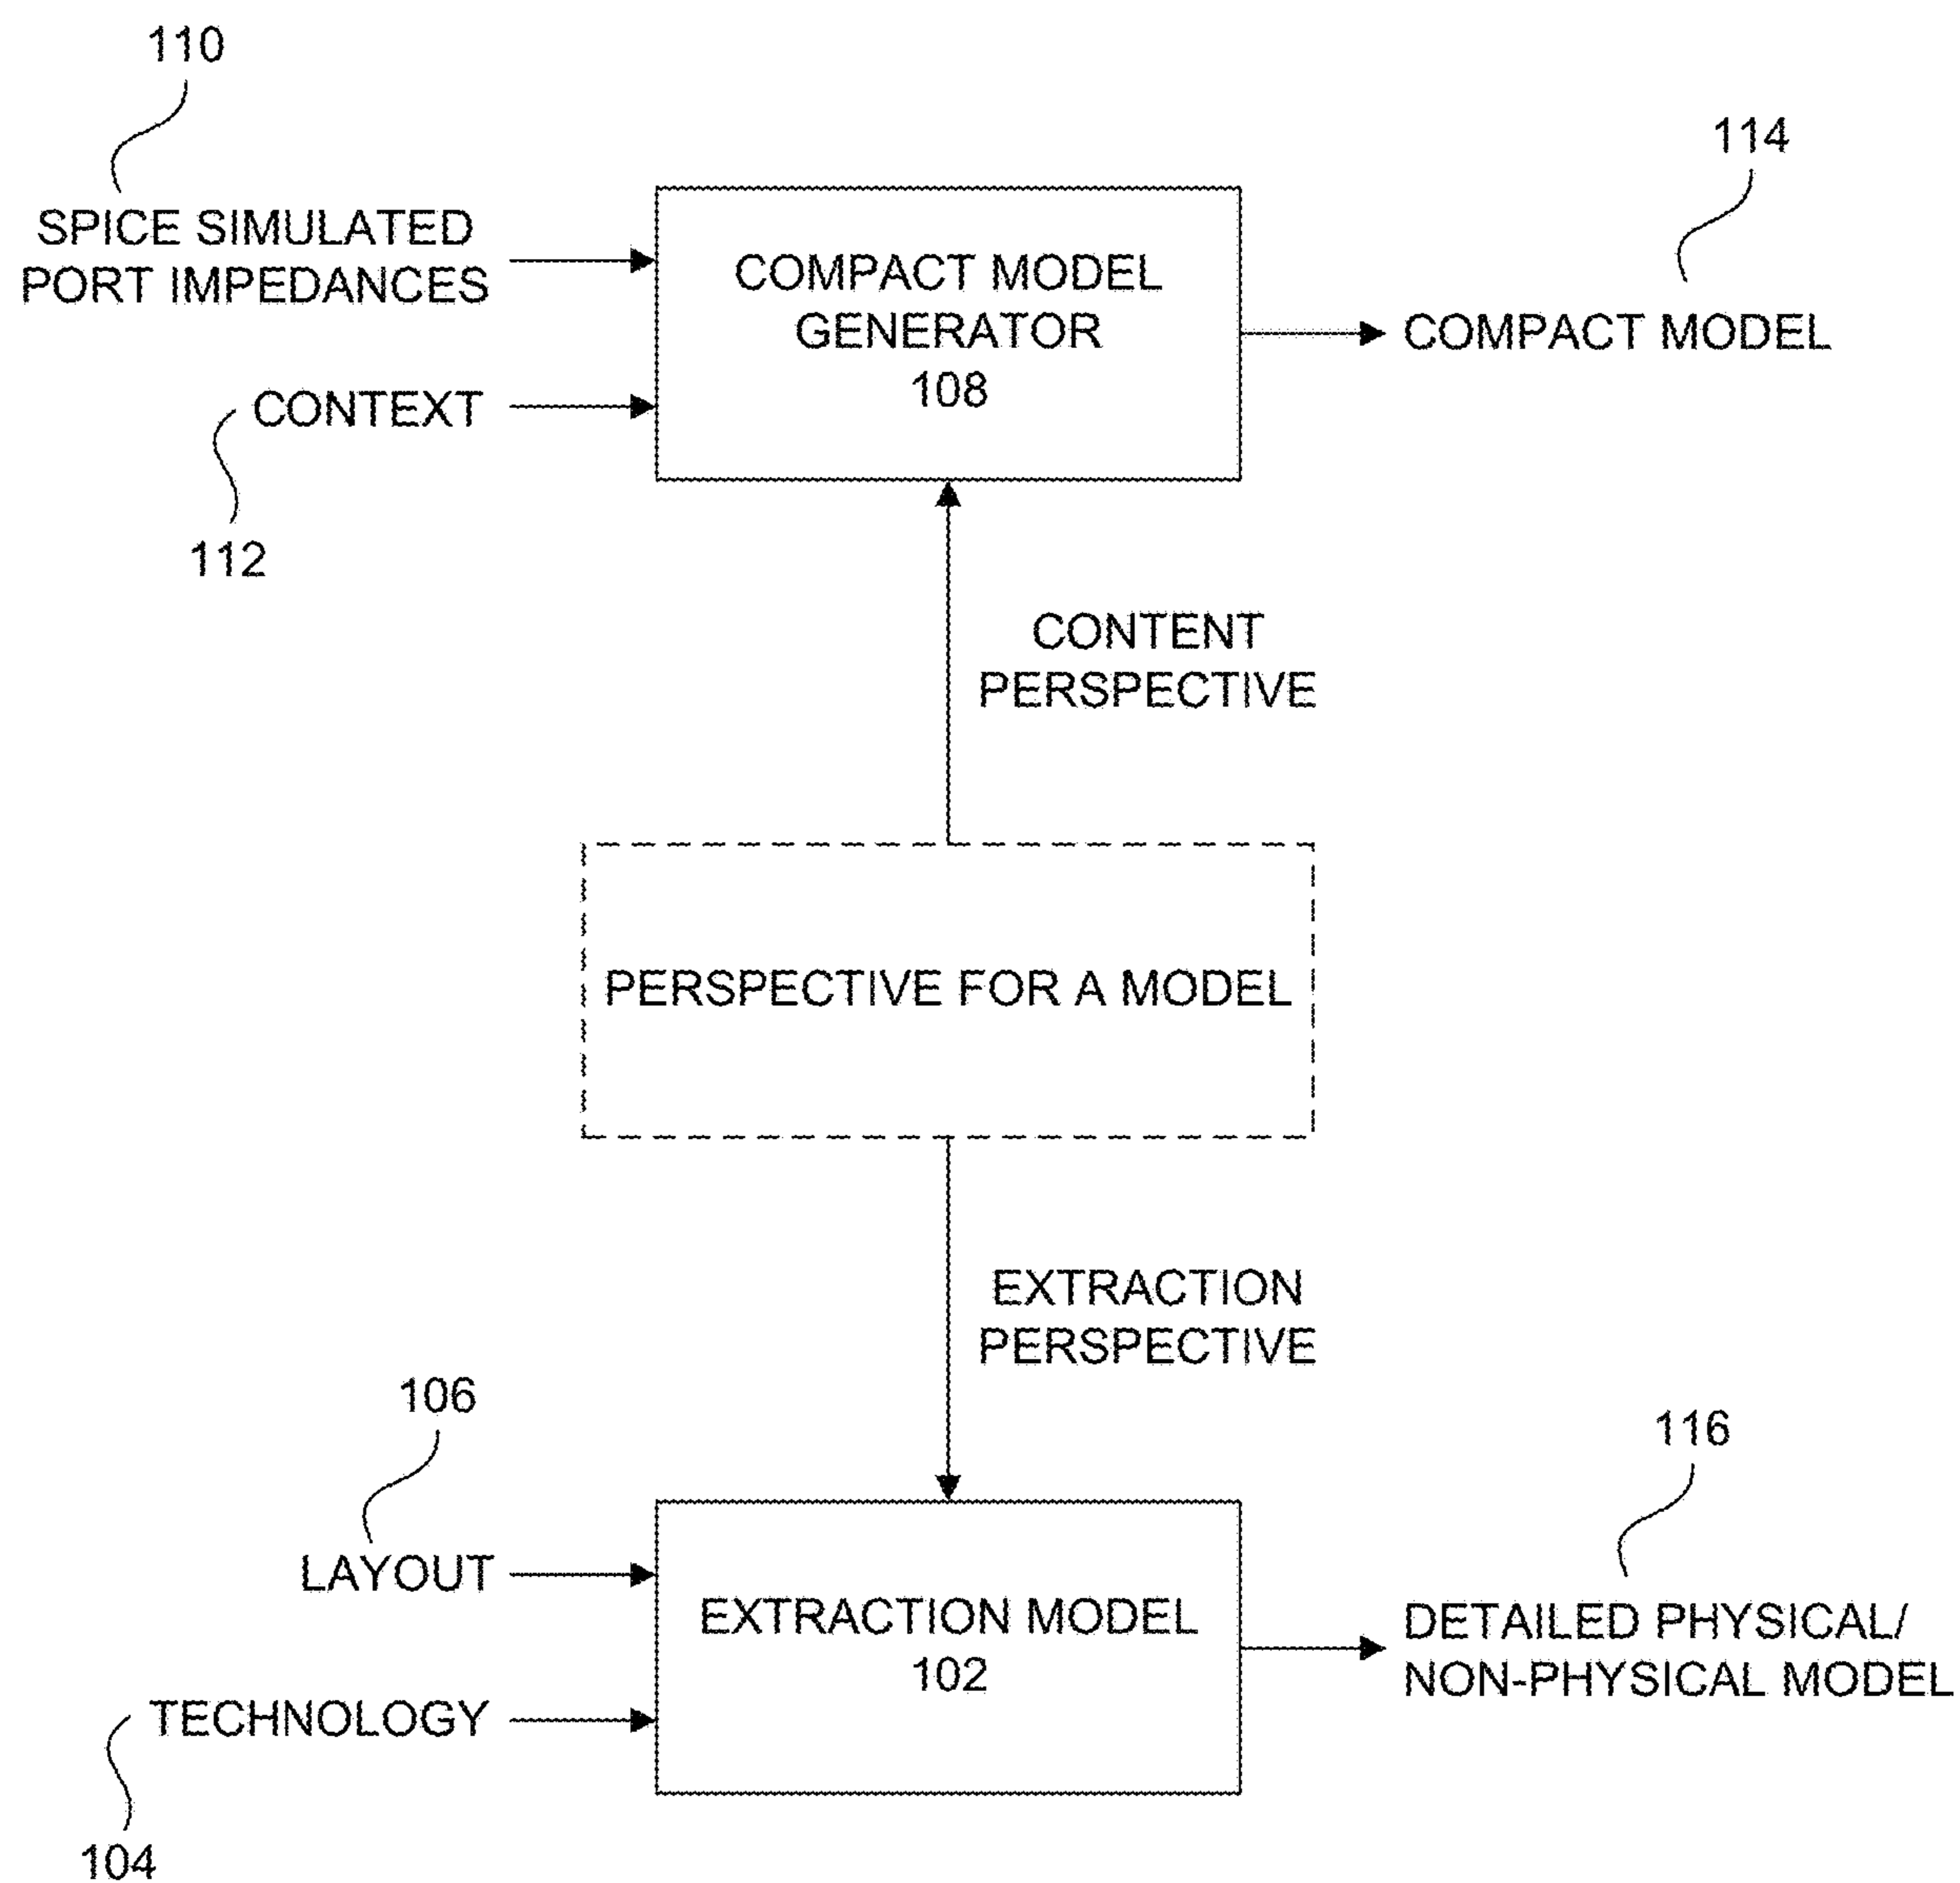 110
SPICE SIMULATED
PORT IMPEDANCES
CONTEXT
112
COMPACT MODEL
GENERATOR
108
114
COMPACT MODEL
CONTENT
PERSPECTIVE
PERSPECTIVE FOR A MODEL
EXTRACTION
PERSPECTIVE
106
LAYOUT
TECHNOLOGY
104
EXTRACTION MODEL
102
116
DETAILED PHYSICAL/
NON-PHYSICAL MODEL